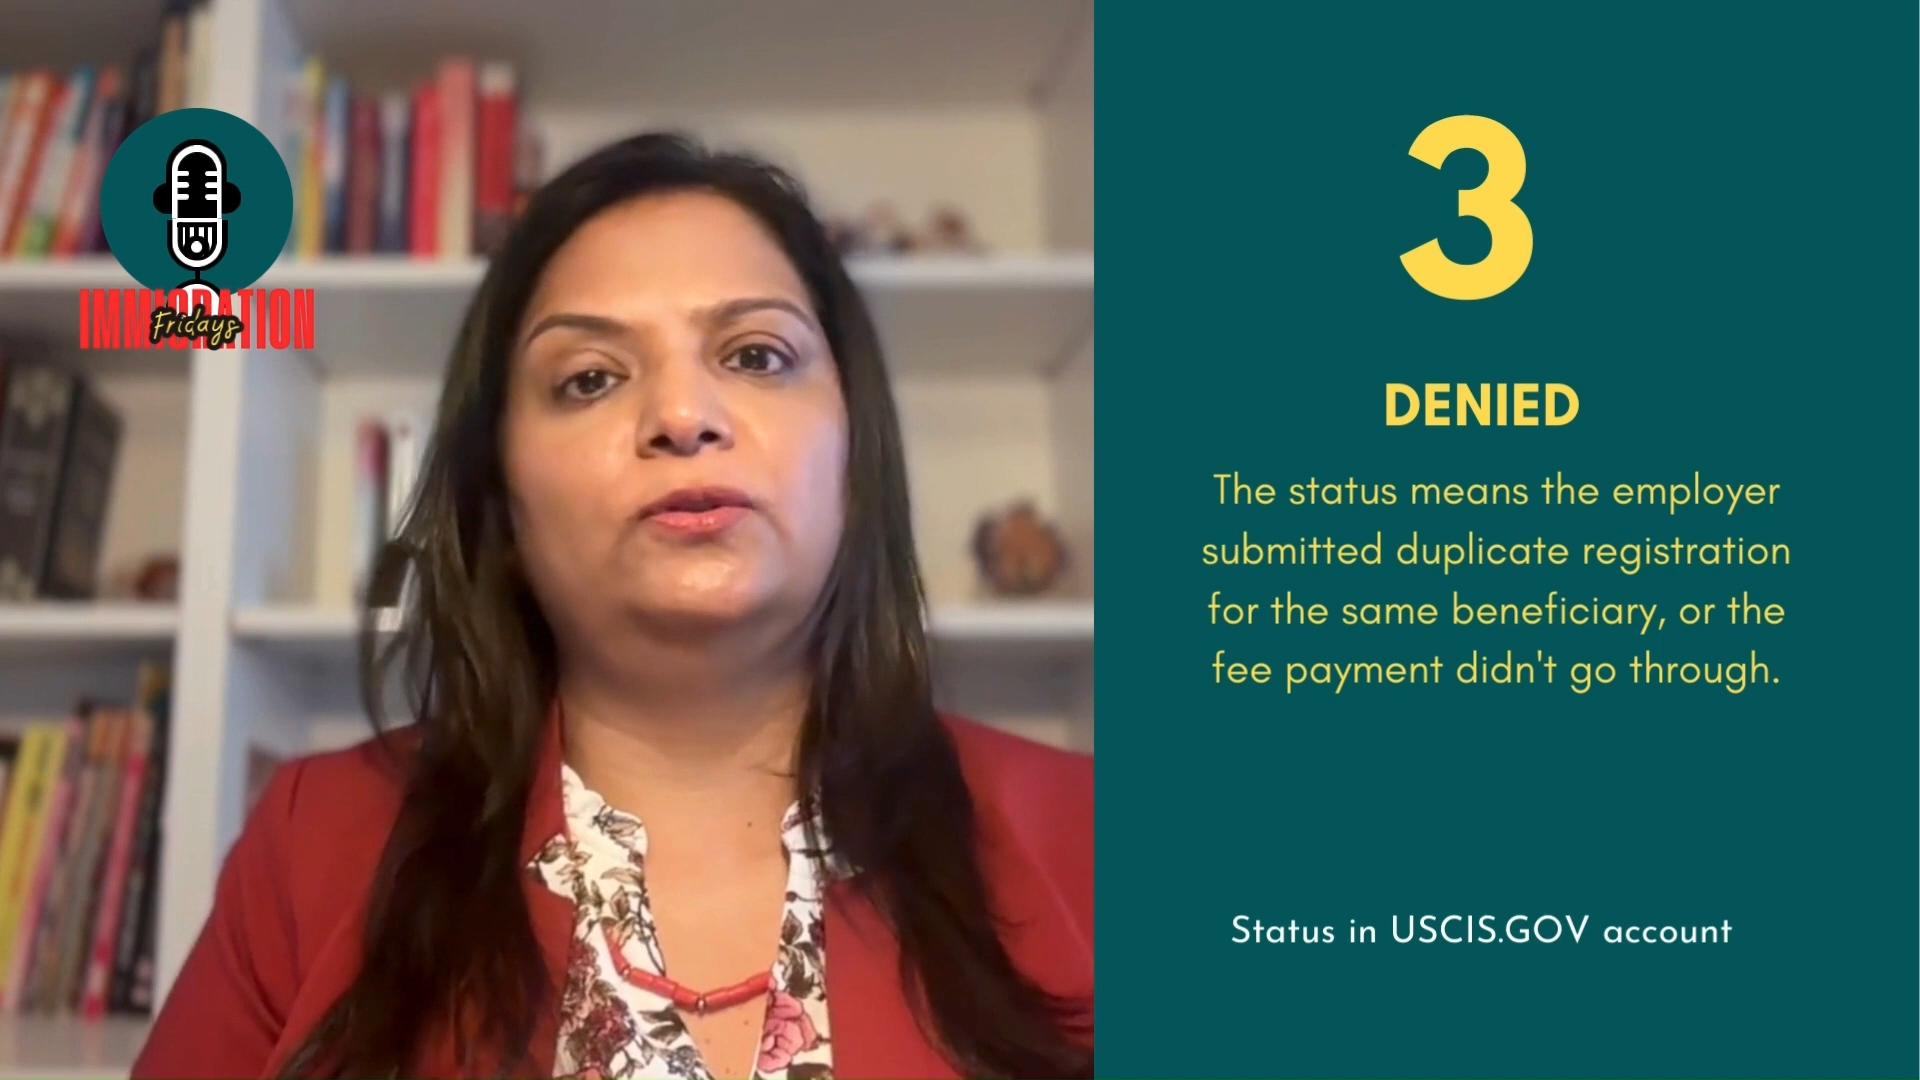 IMMIGRATION
Fridays
3
DENIED
The status means the employer
submitted duplicate registration
for the same beneficiary, or the
fee payment didn't go through.
Status in USCIS.GOV account